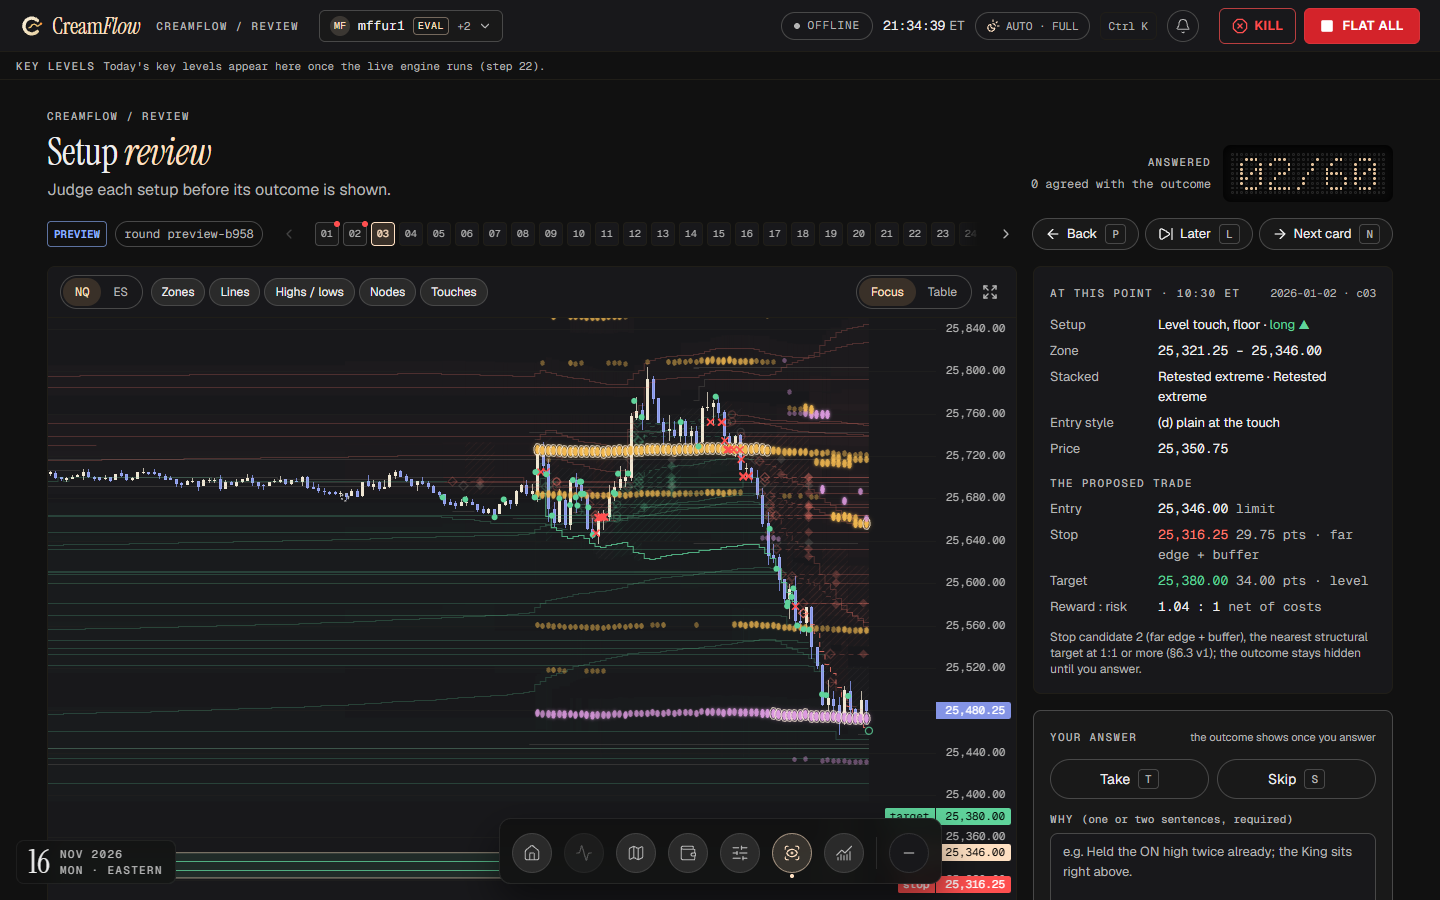 CreamFlow
CREAMFLOW / REVIEW
MF mffur1 EVAL +2
OFFLINE
21:34:39 ET
AUTO · FULL
Ctrl K
KILL
FLAT ALL
KEY LEVELS Today's key levels appear here once the live engine runs (step 22).
CREAMFLOW / REVIEW
Setup review
Judge each setup before its outcome is shown.
ANSWERED
0 agreed with the outcome
02/60
PREVIEW
round preview-b958
01 02 03 04 05 06 07 08 09 10 11 12 13 14 15 16 17 18 19 20 21 22 23 24
Back P
Later L
Next card N
NQ ES
Zones
Lines
Highs / lows
Nodes
Touches
Focus Table
25,840.00
25,800.00
25,760.00
25,720.00
25,680.00
25,640.00
25,600.00
25,560.00
25,520.00
25,480.25
25,440.00
25,400.00
target 25,380.00
25,360.00
25,346.00
stop 25,316.25
AT THIS POINT · 10:30 ET 2026-01-02 · c03
Setup Level touch, floor · long ▲
Zone 25,321.25 – 25,346.00
Stacked Retested extreme · Retested
extreme
Entry style (d) plain at the touch
Price 25,350.75
THE PROPOSED TRADE
Entry 25,346.00 limit
Stop 25,316.25 29.75 pts · far
edge + buffer
Target 25,380.00 34.00 pts · level
Reward : risk 1.04 : 1 net of costs
Stop candidate 2 (far edge + buffer), the nearest structural
target at 1:1 or more (§6.3 v1); the outcome stays hidden
until you answer.
YOUR ANSWER the outcome shows once you answer
Take T
Skip S
WHY (one or two sentences, required)
e.g. Held the ON high twice already; the King sits
right above.
16 NOV 2026
MON · EASTERN